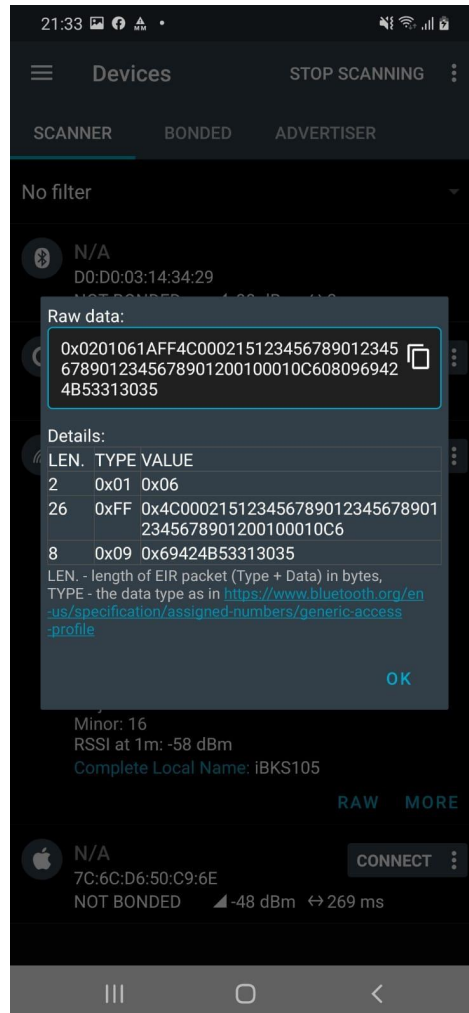 21:33
Devices
STOP SCANNING
SCANNER BONDED ADVERTISER
No filter
N/A
D0:D0:03:14:34:29
Raw data:
0x0201061AFF4C000215123456789012345
6789012345678901200100010C608096942
4B53313035
Details:
LEN. TYPE VALUE
2 0x01 0x06
26 0xFF 0x4C000215123456789012345678901
2345678901200100010C6
8 0x09 0x69424B53313035
LEN. - length of EIR packet (Type + Data) in bytes,
TYPE - the data type as in https://www.bluetooth.org/en
-us/specification/assigned-numbers/generic-access
-profile
OK
Minor: 16
RSSI at 1m: -58 dBm
Complete Local Name: iBKS105
RAW MORE
N/A
CONNECT
7C:6C:D6:50:C9:6E
NOT BONDED -48 dBm 269 ms